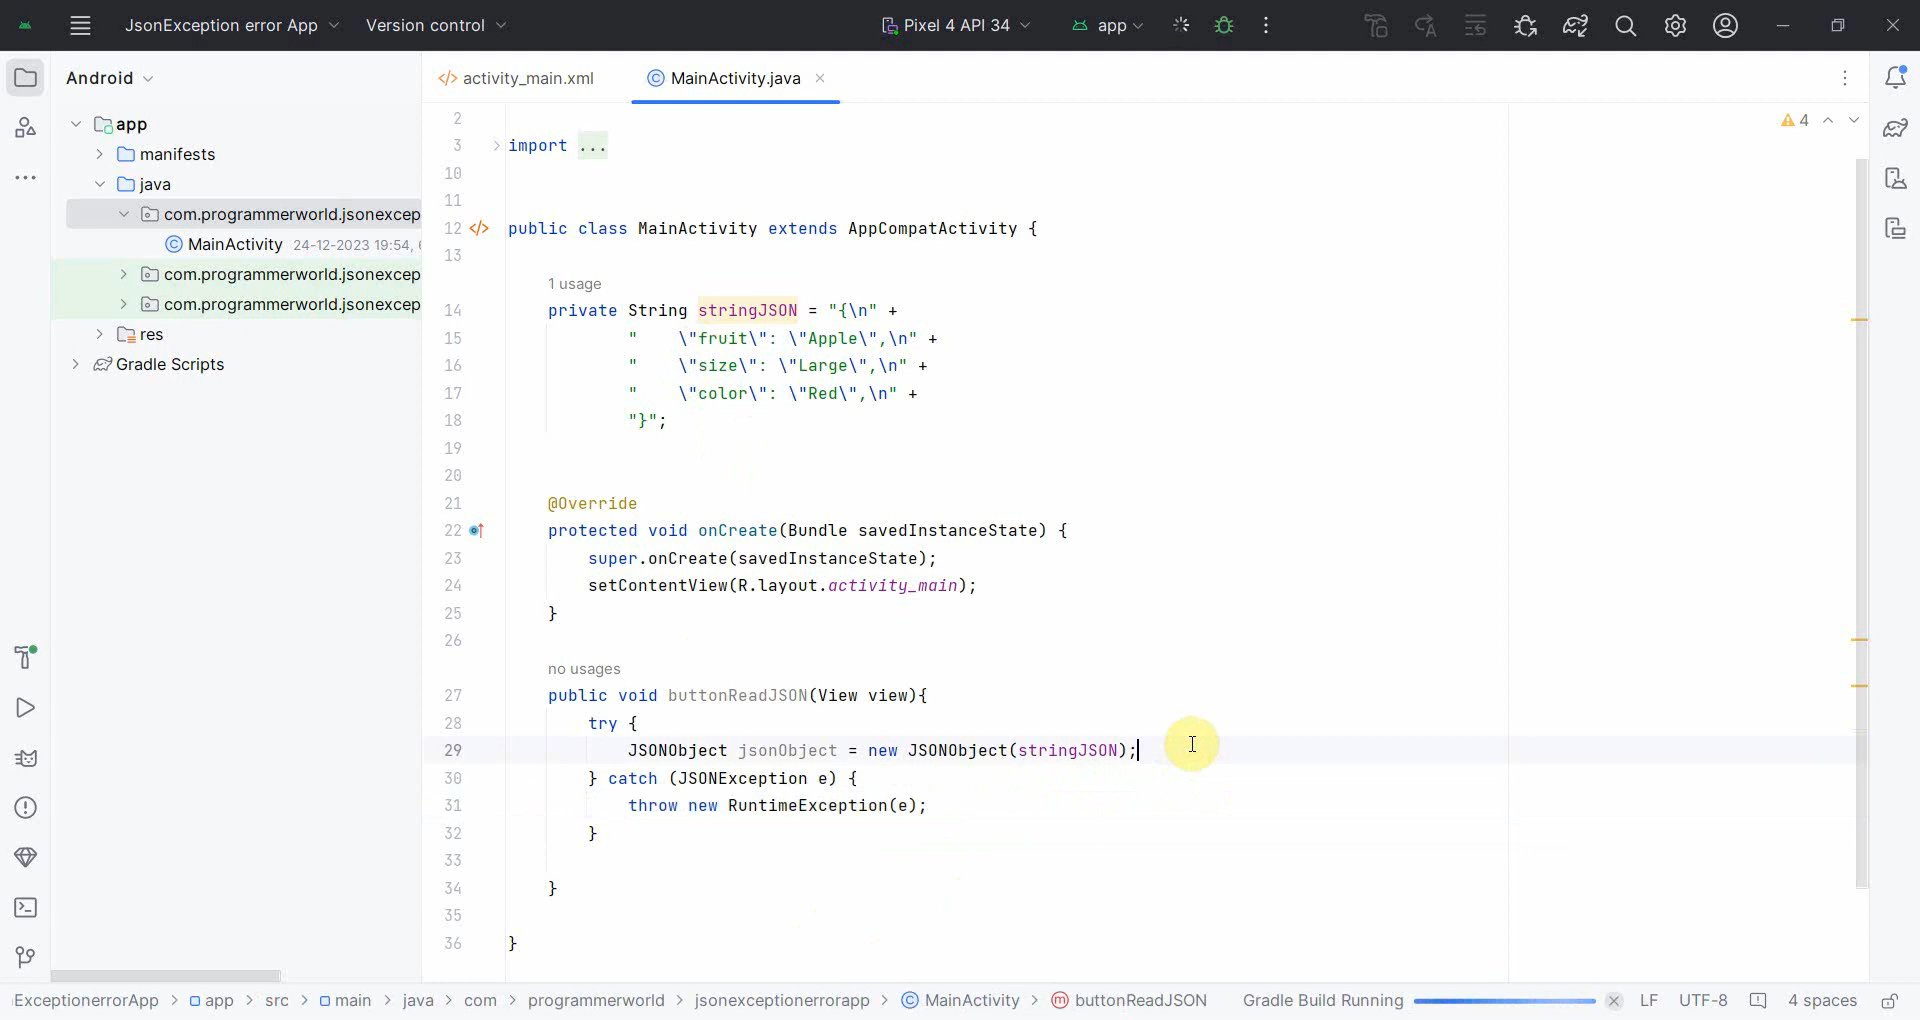 JsonException error App
Version control
Pixel 4 API 34
app
Android
activity_main.xml
MainActivity.java
app
manifests
java
com.programmerworld.jsonexcep
MainActivity 24-12-2023 19:54,
com.programmerworld.jsonexcep
com.programmerworld.jsonexcep
res
Gradle Scripts
4
2
3 import ...
10
11
12 public class MainActivity extends AppCompatActivity {
13
1 usage
14 private String stringJSON = "{\n" +
15 "    \"fruit\": \"Apple\",\n" +
16 "    \"size\": \"Large\",\n" +
17 "    \"color\": \"Red\",\n" +
18 "}";
19
20
21 @Override
22 protected void onCreate(Bundle savedInstanceState) {
23 super.onCreate(savedInstanceState);
24 setContentView(R.layout.activity_main);
25 }
26
no usages
27 public void buttonReadJSON(View view){
28 try {
29 JSONObject jsonObject = new JSONObject(stringJSON);
30 } catch (JSONException e) {
31 throw new RuntimeException(e);
32 }
33
34 }
35
36 }
ExceptionerrorApp > app > src > main > java > com > programmerworld > jsonexceptionerrorapp > MainActivity > buttonReadJSON
Gradle Build Running
LF UTF-8 4 spaces